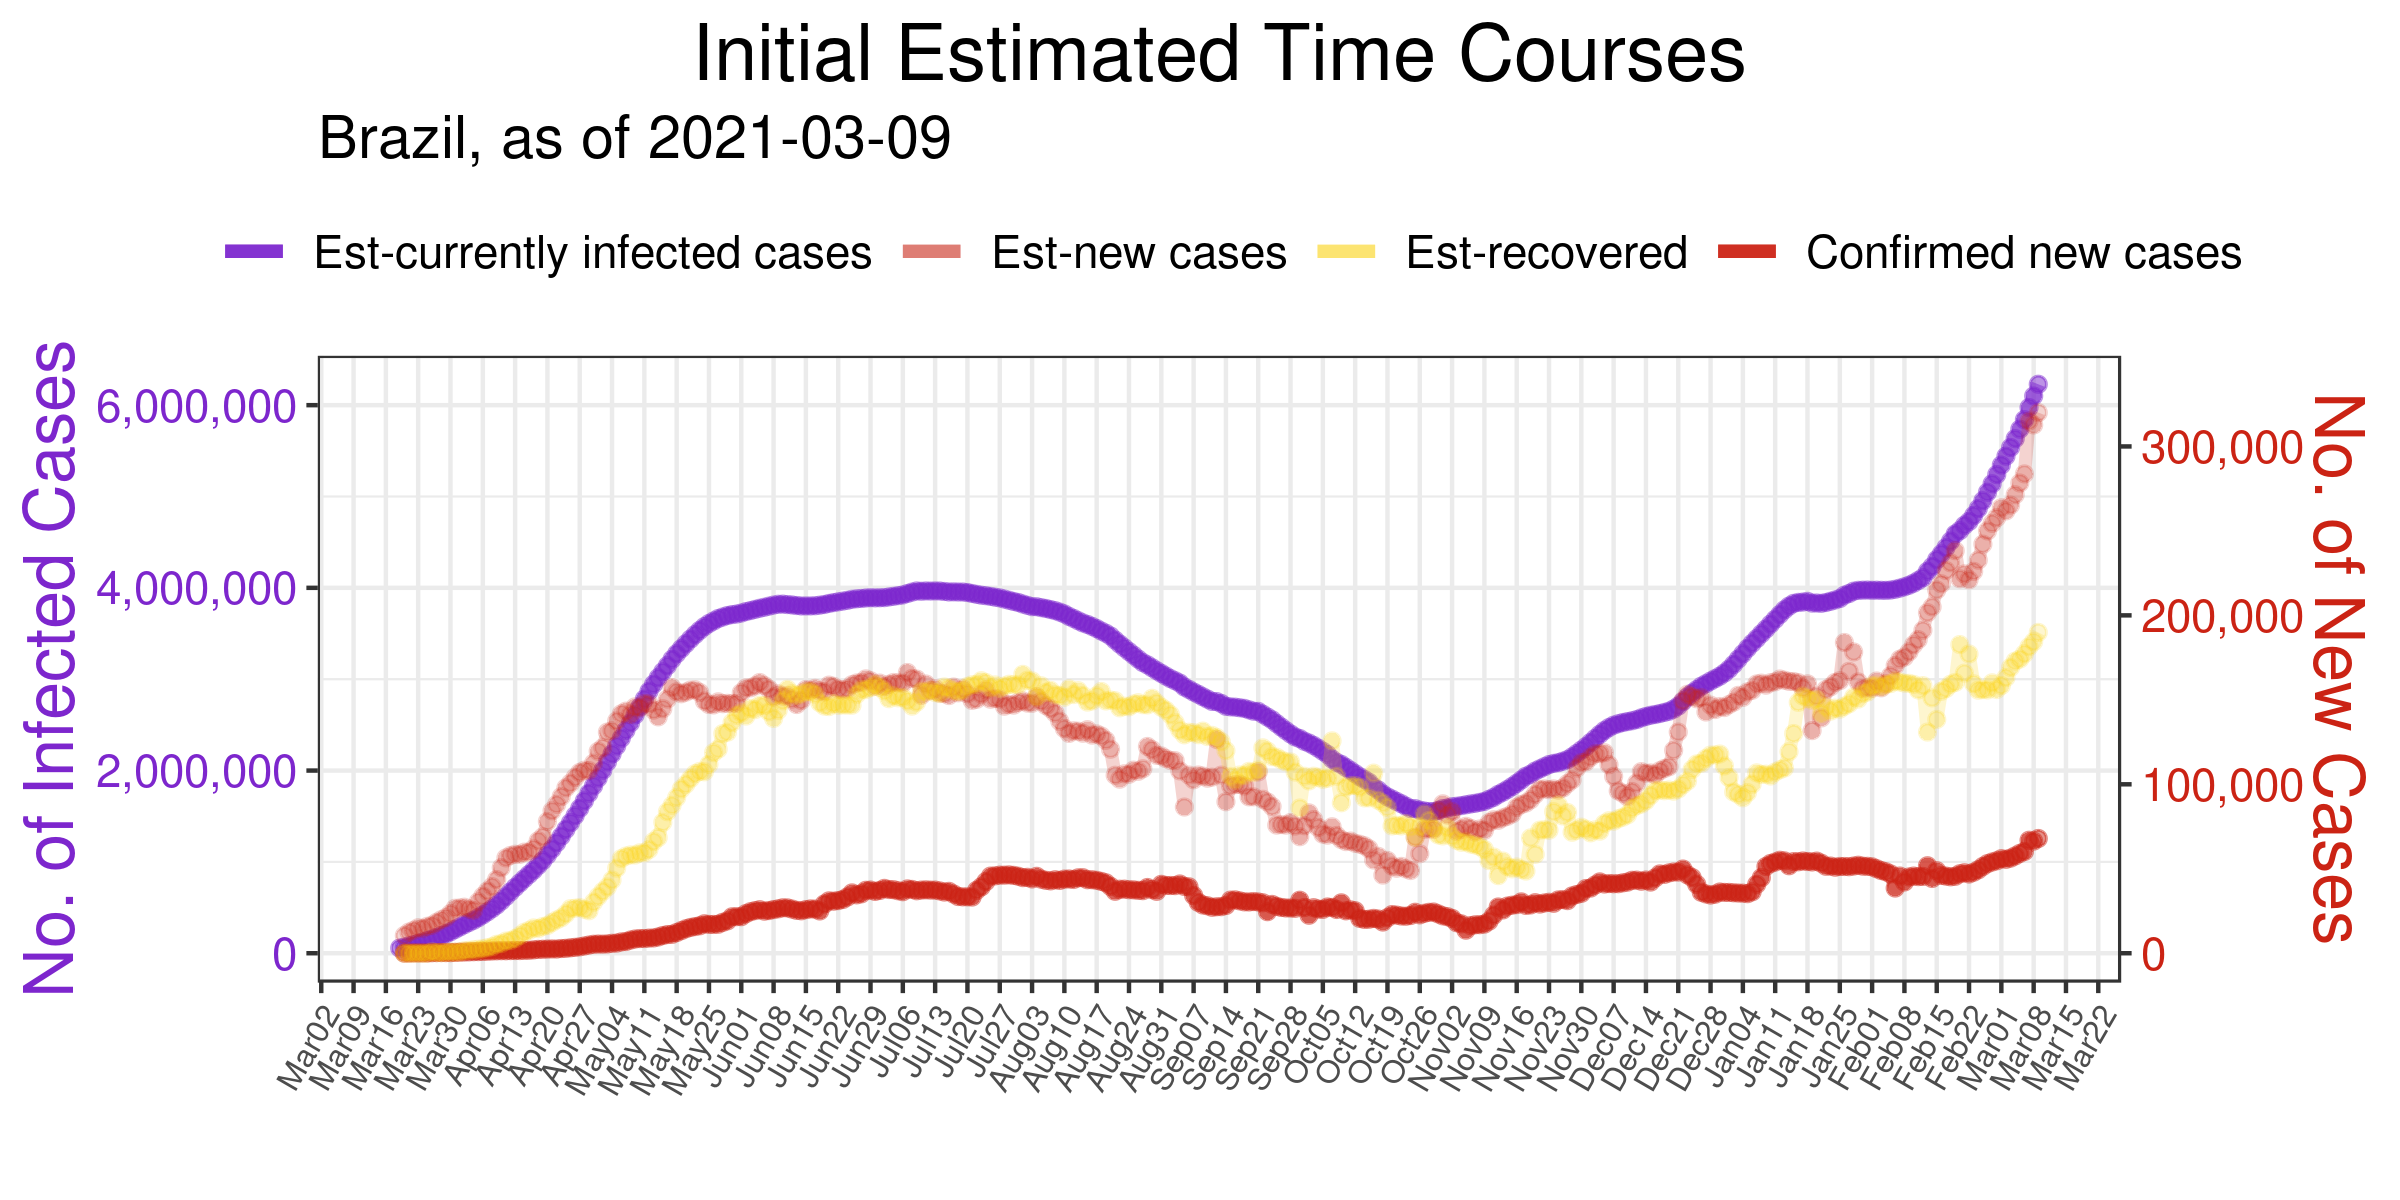 Initial Estimated Time Courses
Brazil, as of 2021-03-09
Est-currently infected cases Est-new cases Est-recovered Confirmed new cases
No. of Infected Cases
6,000,000
4,000,000
2,000,000
0
300,000
200,000
100,000
0
No. of New Cases
Mar02 Mar09 Mar16 Mar23 Mar30 Apr06 Apr13 Apr20 Apr27 May04 May11 May18 May25 Jun01 Jun08 Jun15 Jun22 Jun29 Jul06 Jul13 Jul20 Jul27 Aug03 Aug10 Aug17 Aug24 Aug31 Sep07 Sep14 Sep21 Sep28 Oct05 Oct12 Oct19 Oct26 Nov02 Nov09 Nov16 Nov23 Nov30 Dec07 Dec14 Dec21 Dec28 Jan04 Jan11 Jan18 Jan25 Feb01 Feb08 Feb15 Feb22 Mar01 Mar08 Mar15 Mar22